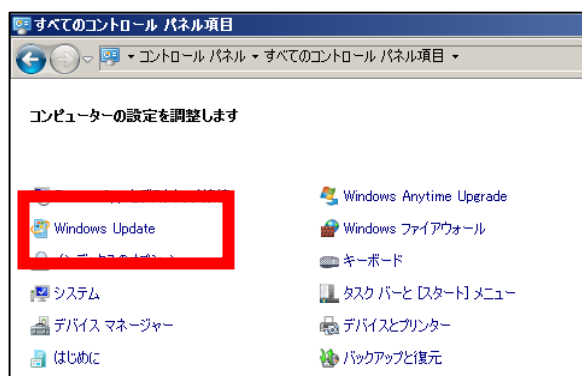 すべてのコントロール パネル項目
コントロール パネル ▾ すべてのコントロール パネル項目 ▾
コンピューターの設定を調整します
Windows Anytime Upgrade
Windows Update
Windows ファイアウォール
キーボード
システム
タスク バーと [スタート] メニュー
デバイス マネージャー
デバイスとプリンター
はじめに
バックアップと復元